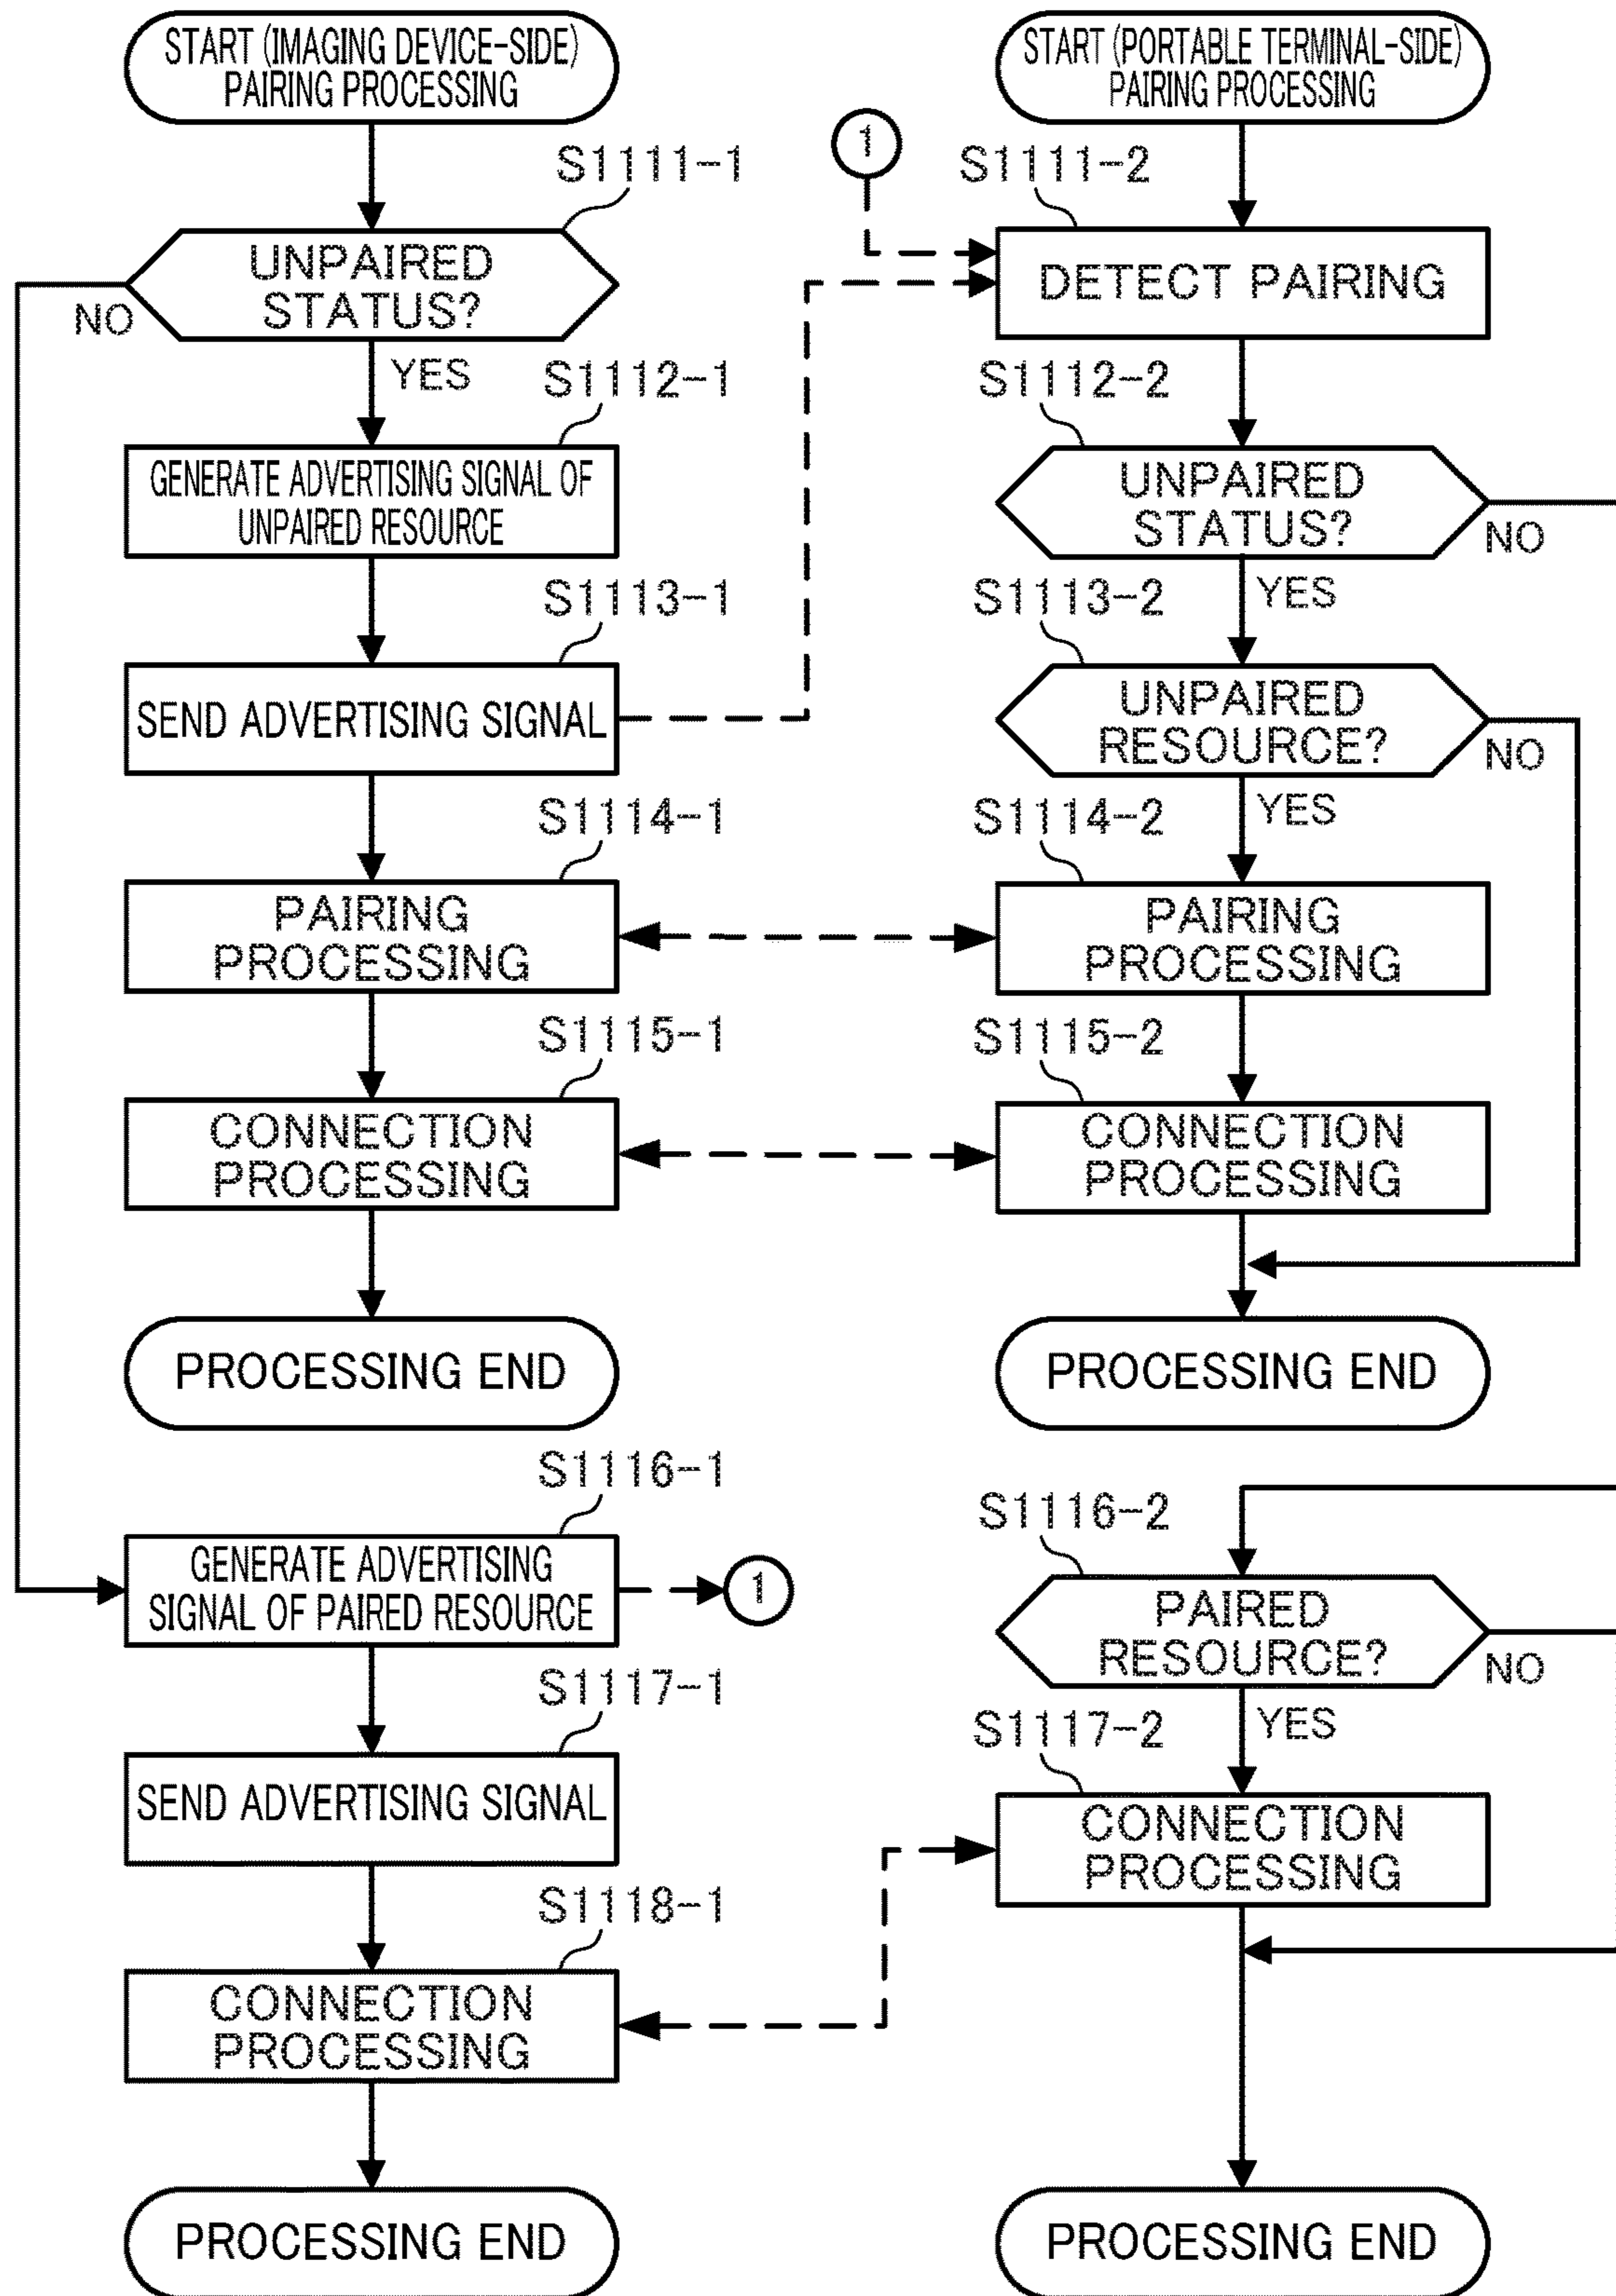 START (IMAGING DEVICE-SIDE)
PAIRING PROCESSING
S1111-1
UNPAIRED
STATUS?
NO
YES
S1112-1
GENERATE ADVERTISING SIGNAL OF
UNPAIRED RESOURCE
S1113-1
SEND ADVERTISING SIGNAL
S1114-1
PAIRING
PROCESSING
S1115-1
CONNECTION
PROCESSING
PROCESSING END
S1116-1
GENERATE ADVERTISING
SIGNAL OF PAIRED RESOURCE
1
S1117-1
SEND ADVERTISING SIGNAL
S1118-1
CONNECTION
PROCESSING
PROCESSING END
START (PORTABLE TERMINAL-SIDE)
PAIRING PROCESSING
1
S1111-2
DETECT PAIRING
S1112-2
UNPAIRED
STATUS?
NO
YES
S1113-2
UNPAIRED
RESOURCE?
NO
YES
S1114-2
PAIRING
PROCESSING
S1115-2
CONNECTION
PROCESSING
PROCESSING END
S1116-2
PAIRED
RESOURCE?
NO
YES
S1117-2
CONNECTION
PROCESSING
PROCESSING END